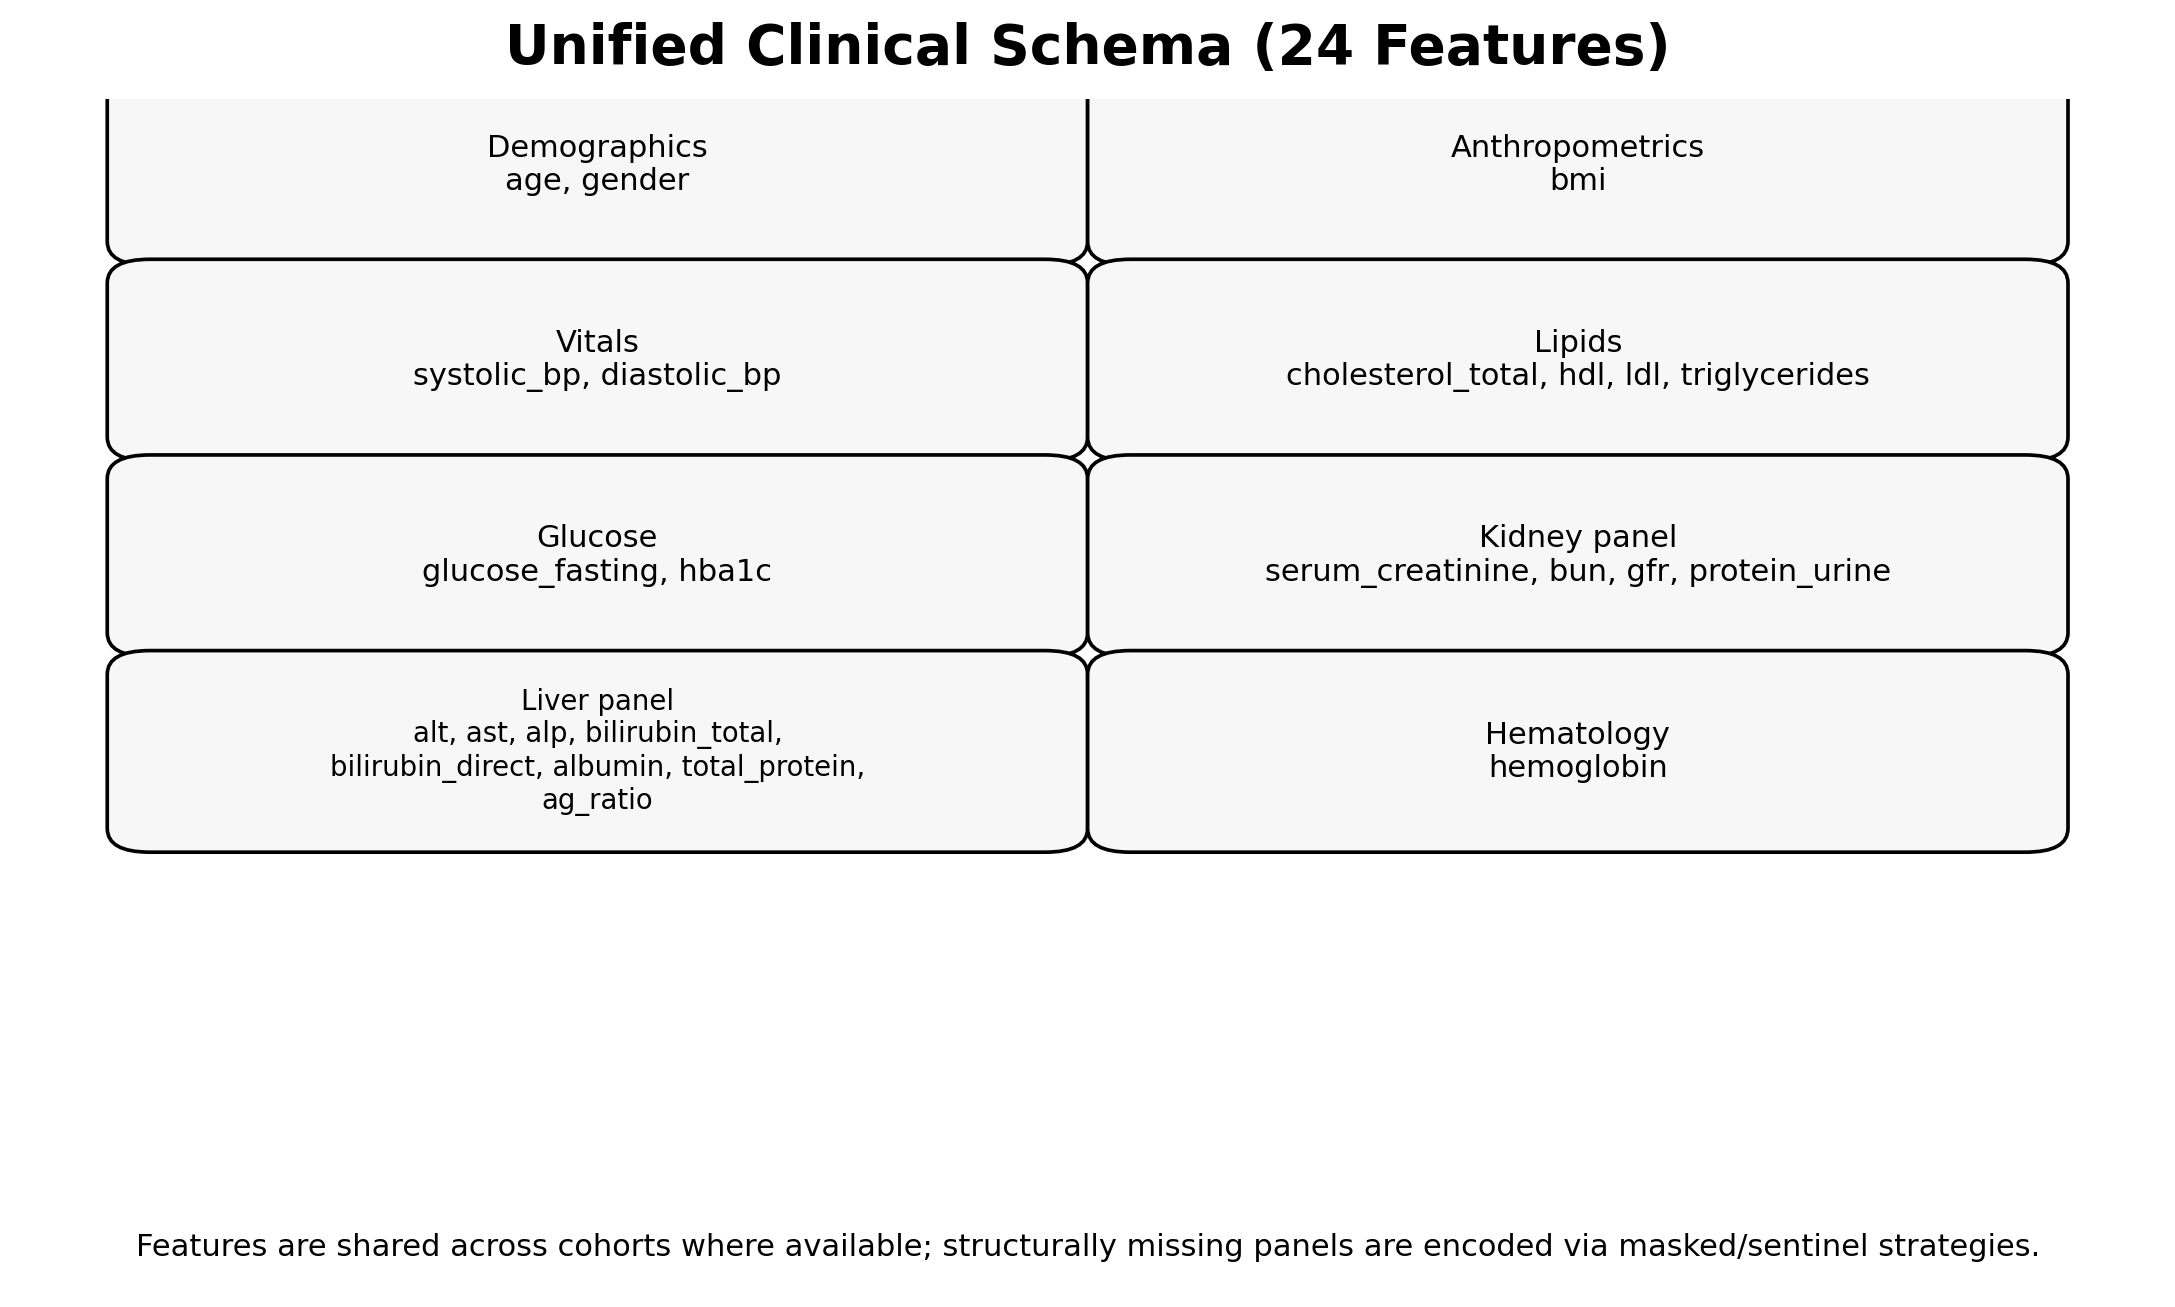 Unified Clinical Schema (24 Features)
Demographics
age, gender
Anthropometrics
bmi
Vitals
systolic_bp, diastolic_bp
Lipids
cholesterol_total, hdl, ldl, triglycerides
Glucose
glucose_fasting, hba1c
Kidney panel
serum_creatinine, bun, gfr, protein_urine
Liver panel
alt, ast, alp, bilirubin_total,
bilirubin_direct, albumin, total_protein,
ag_ratio
Hematology
hemoglobin
Features are shared across cohorts where available; structurally missing panels are encoded via masked/sentinel strategies.